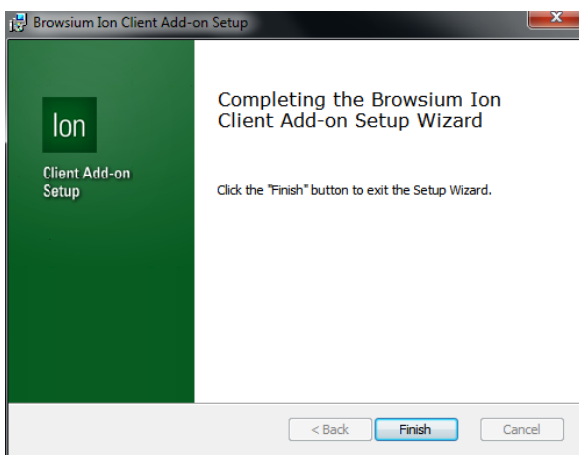 Browsium Ion Client Add-on Setup
Ion
Client Add-on
Setup
Completing the Browsium Ion
Client Add-on Setup Wizard
Click the "Finish" button to exit the Setup Wizard.
< Back Finish Cancel